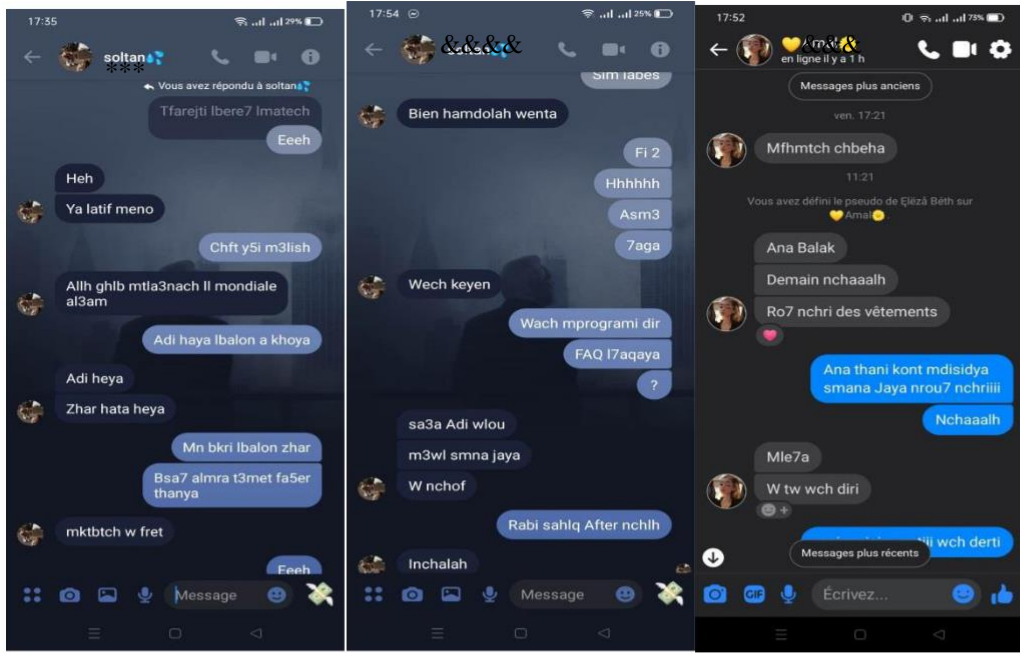 17:35
29%
soltan💦
***
Vous avez répondu à soltan💦
Tfarejti lbere7 lmatech
Eeeh
Heh
Ya latif meno
Chft y5i m3lish
Allh ghlb mtla3nach ll mondiale
al3am
Adi haya lbalon a khoya
Adi heya
Zhar hata heya
Mn bkri lbalon zhar
Bsa7 almra t3met fa5er
thanya
mktbtch w fret
Eeeh
Message
17:54
25%
&&&&
Sim labes
Bien hamdolah wenta
Fi 2
Hhhhhh
Asm3
7aga
Wech keyen
Wach mprogrami dir
FAQ l7aqaya
?
sa3a Adi wlou
m3wl smna jaya
W nchof
Rabi sahlq After nchlh
Inchalah
Message
17:52
73%
&&&
en ligne il y a 1 h
Messages plus anciens
ven. 17:21
Mfhmtch chbeha
11:21
Vous avez défini le pseudo de Ęlëzâ Bëth sur
💛Amal🌼.
Ana Balak
Demain nchaaalh
Ro7 nchri des vêtements
Ana thani kont mdisidya
smana Jaya nrou7 nchriiii
Nchaaalh
Mle7a
W tw wch diri
wch derti
Messages plus récents
GIF
Écrivez...